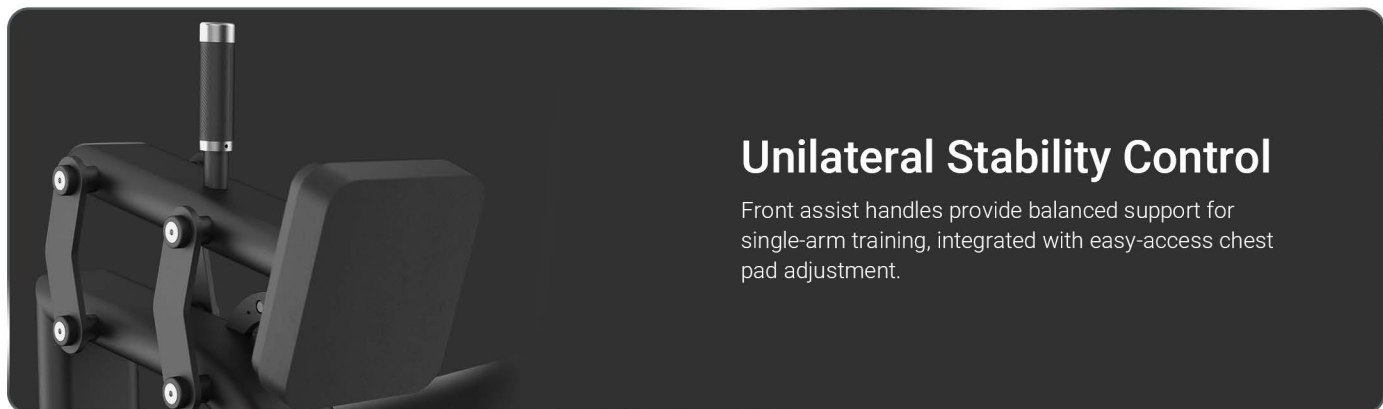 Unilateral Stability Control
Front assist handles provide balanced support for
single-arm training, integrated with easy-access chest
pad adjustment.